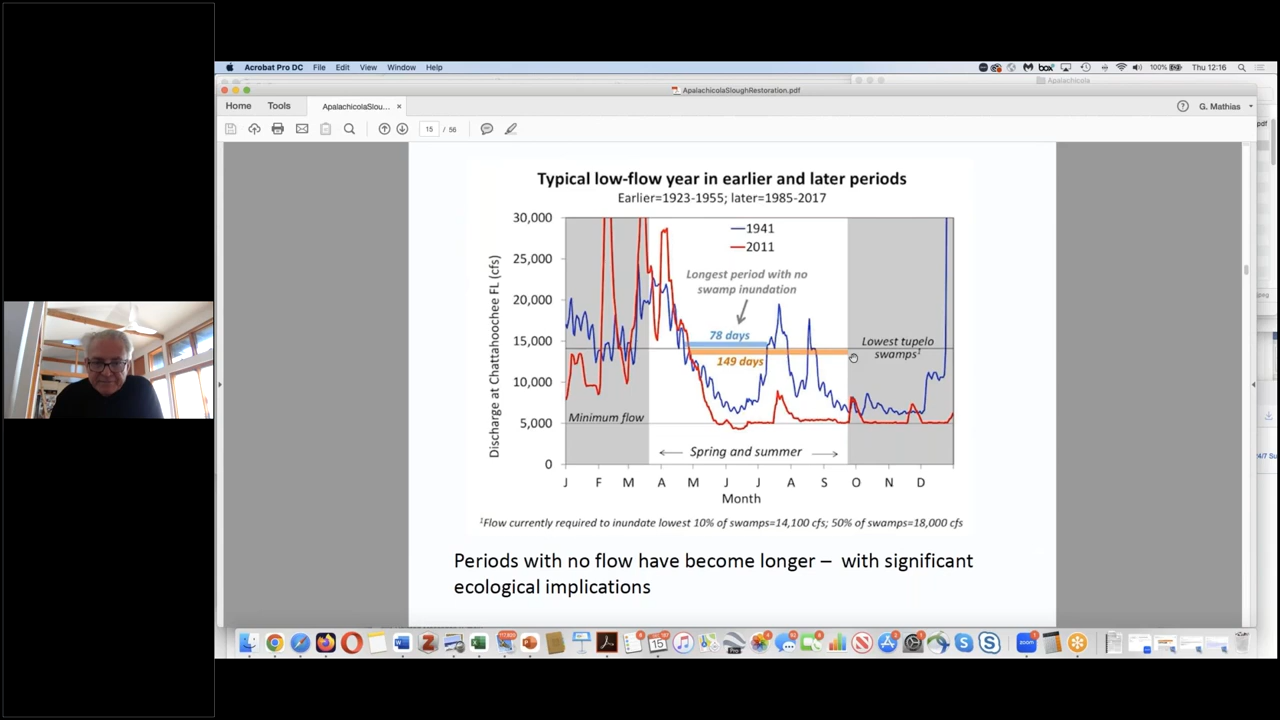 Acrobat Pro DC File Edit View Window Help
box 100% Thu 12:16
ApalachicolaSloughRestoration.pdf
Apalachicola
Home Tools ApalachicolaSlou... × G. Mathias
15 / 56
Typical low-flow year in earlier and later periods
Earlier=1923-1955; later=1985-2017
30,000
25,000
20,000
15,000
10,000
5,000
0
Discharge at Chattahoochee FL (cfs)
1941
2011
Longest period with no
swamp inundation
78 days
149 days
Lowest tupelo
swamps¹
Minimum flow
Spring and summer
J F M A M J J A S O N D
Month
¹Flow currently required to inundate lowest 10% of swamps=14,100 cfs; 50% of swamps=18,000 cfs
Periods with no flow have become longer – with significant
ecological implications